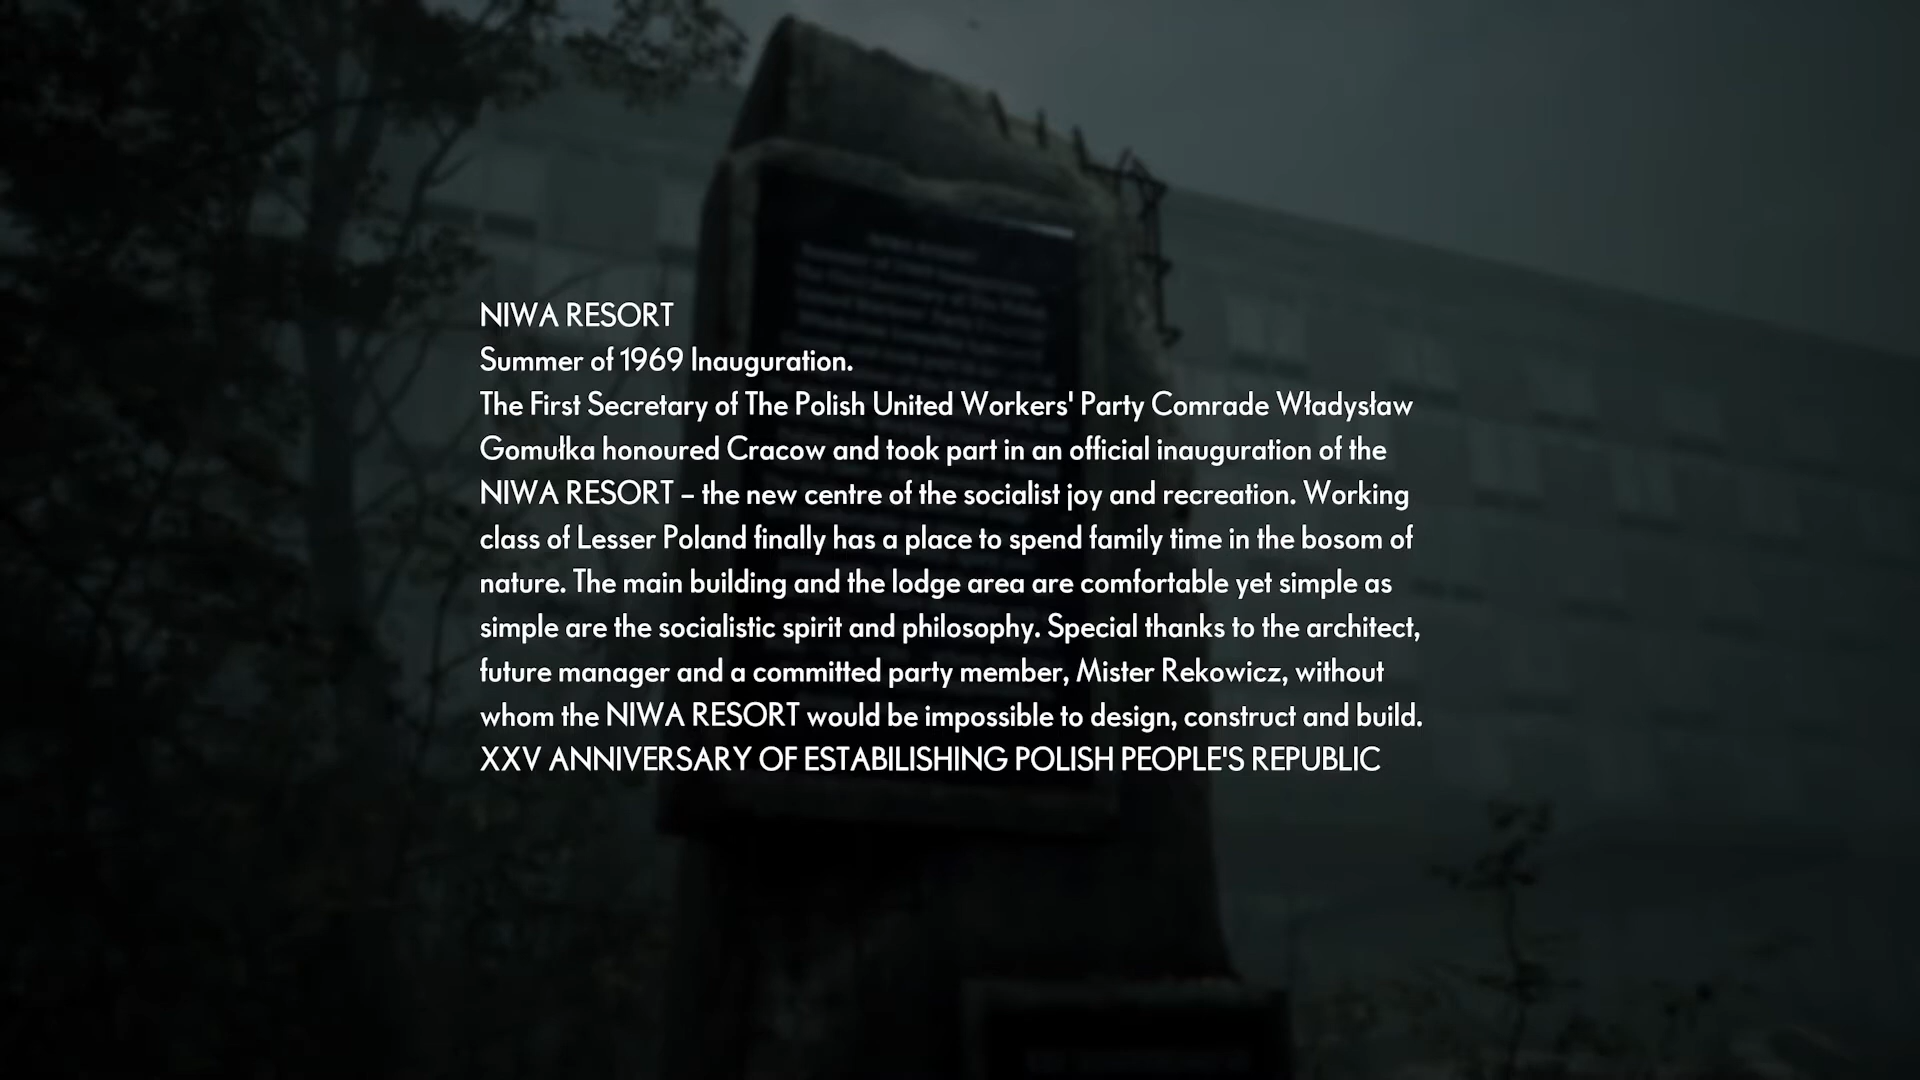 NIWA RESORT
Summer of 1969 Inauguration.
The First Secretary of The Polish United Workers' Party Comrade Władysław
Gomułka honoured Cracow and took part in an official inauguration of the
NIWA RESORT – the new centre of the socialist joy and recreation. Working
class of Lesser Poland finally has a place to spend family time in the bosom of
nature. The main building and the lodge area are comfortable yet simple as
simple are the socialistic spirit and philosophy. Special thanks to the architect,
future manager and a committed party member, Mister Rekowicz, without
whom the NIWA RESORT would be impossible to design, construct and build.
XXV ANNIVERSARY OF ESTABILISHING POLISH PEOPLE'S REPUBLIC